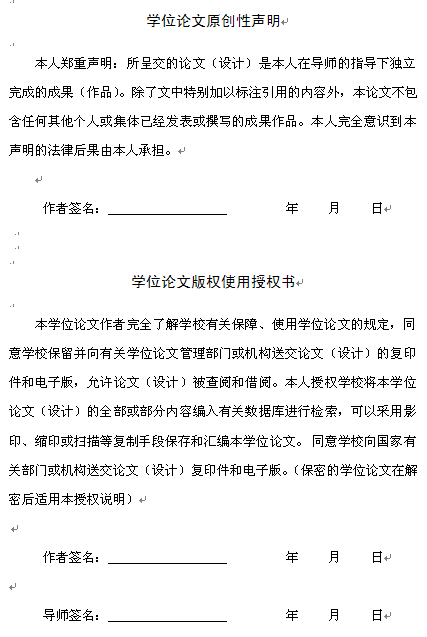 学位论文原创性声明
本人郑重声明：所呈交的论文（设计）是本人在导师的指导下独立
完成的成果（作品）。除了文中特别加以标注引用的内容外，本论文不包
含任何其他个人或集体已经发表或撰写的成果作品。本人完全意识到本
声明的法律后果由本人承担。
作者签名： 年 月 日
学位论文版权使用授权书
本学位论文作者完全了解学校有关保障、使用学位论文的规定，同
意学校保留并向有关学位论文管理部门或机构送交论文（设计）的复印
件和电子版，允许论文（设计）被查阅和借阅。本人授权学校将本学位
论文（设计）的全部或部分内容编入有关数据库进行检索，可以采用影
印、缩印或扫描等复制手段保存和汇编本学位论文。 同意学校向国家有
关部门或机构送交论文（设计）复印件和电子版。（保密的学位论文在解
密后适用本授权说明）
作者签名： 年 月 日
导师签名： 年 月 日